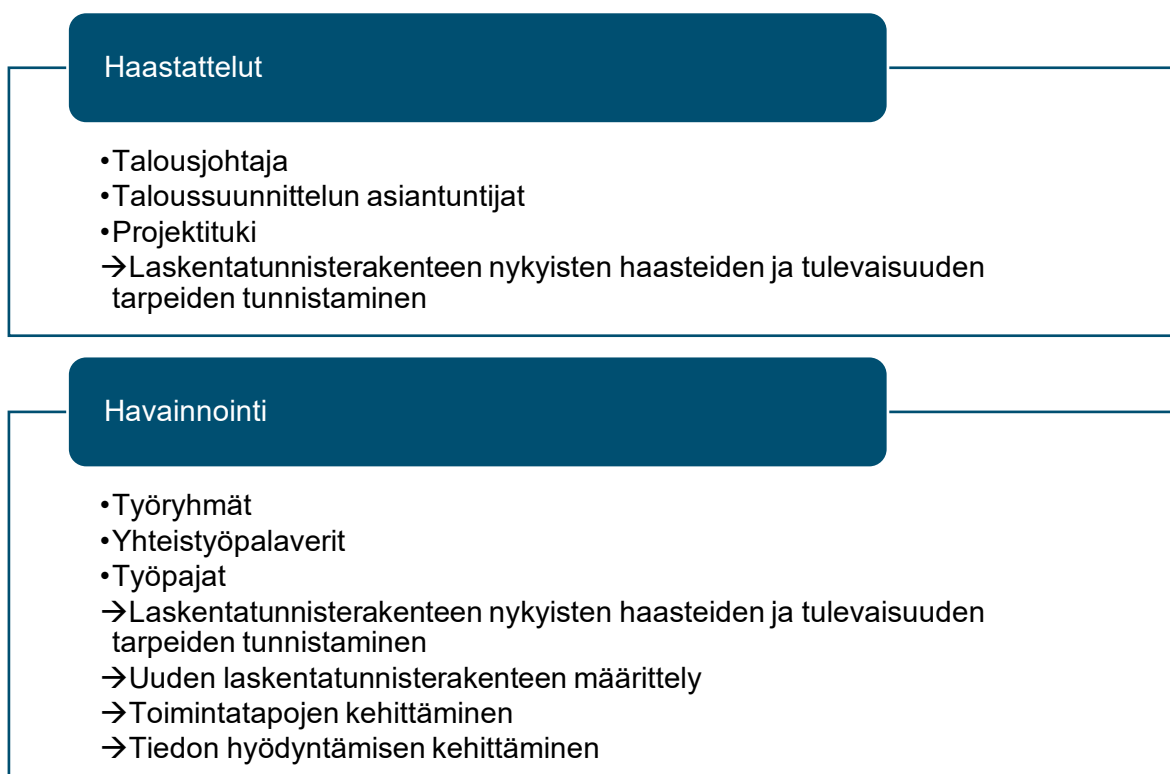 Haastattelut
•Talousjohtaja
•Taloussuunnittelun asiantuntijat
•Projektituki
→Laskentatunnisterakenteen nykyisten haasteiden ja tulevaisuuden
tarpeiden tunnistaminen
Havainnointi
•Työryhmät
•Yhteistyöpalaverit
•Työpajat
→Laskentatunnisterakenteen nykyisten haasteiden ja tulevaisuuden
tarpeiden tunnistaminen
→Uuden laskentatunnisterakenteen määrittely
→Toimintatapojen kehittäminen
→Tiedon hyödyntämisen kehittäminen